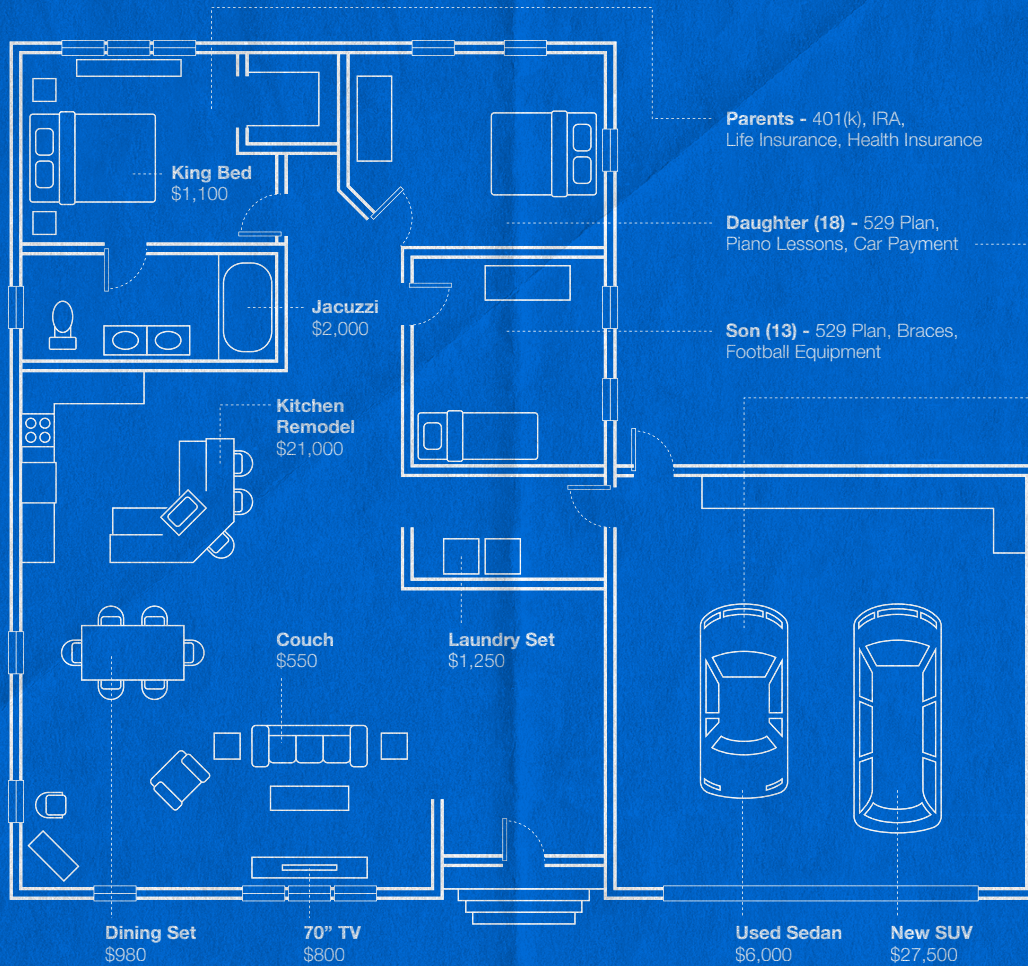 Parents - 401(k), IRA,
Life Insurance, Health Insurance
King Bed
$1,100
Daughter (18) - 529 Plan,
Piano Lessons, Car Payment
Jacuzzi
$2,000
Son (13) - 529 Plan, Braces,
Football Equipment
Kitchen
Remodel
$21,000
Couch
$550
Laundry Set
$1,250
Dining Set
$980
70” TV
$800
Used Sedan
$6,000
New SUV
$27,500